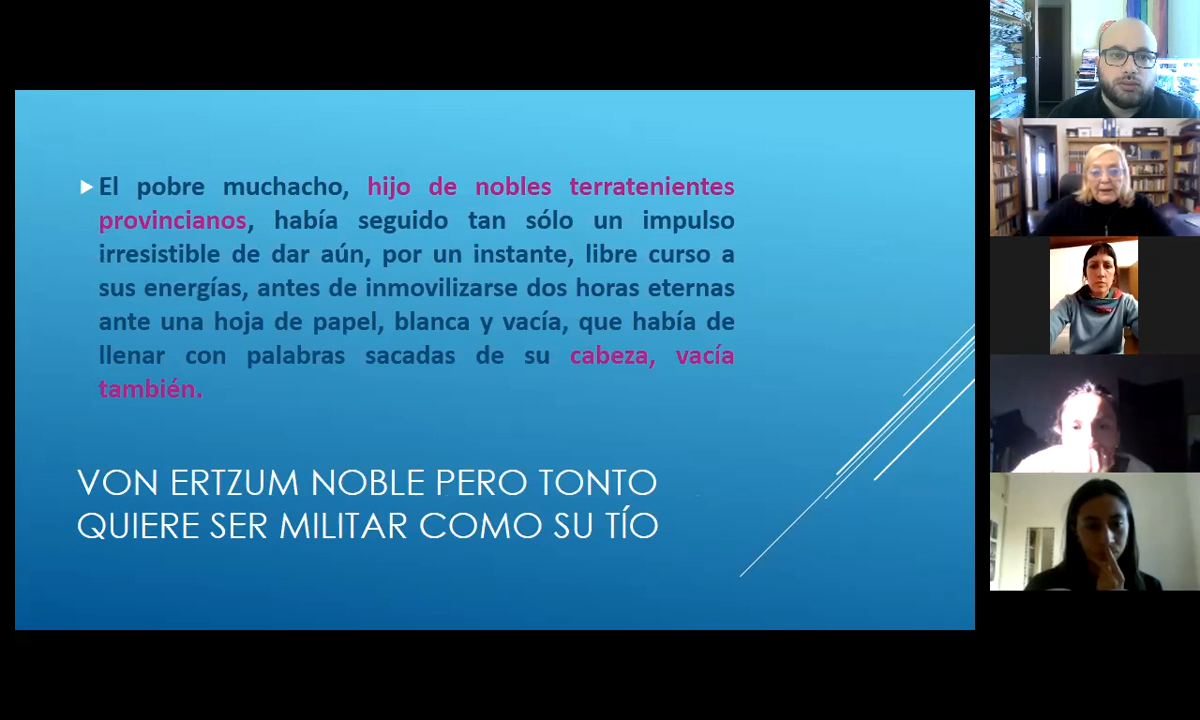 El pobre muchacho, hijo de nobles terratenientes
provincianos, había seguido tan sólo un impulso
irresistible de dar aún, por un instante, libre curso a
sus energías, antes de inmovilizarse dos horas eternas
ante una hoja de papel, blanca y vacía, que había de
llenar con palabras sacadas de su cabeza, vacía
también.
VON ERTZUM NOBLE PERO TONTO
QUIERE SER MILITAR COMO SU TÍO